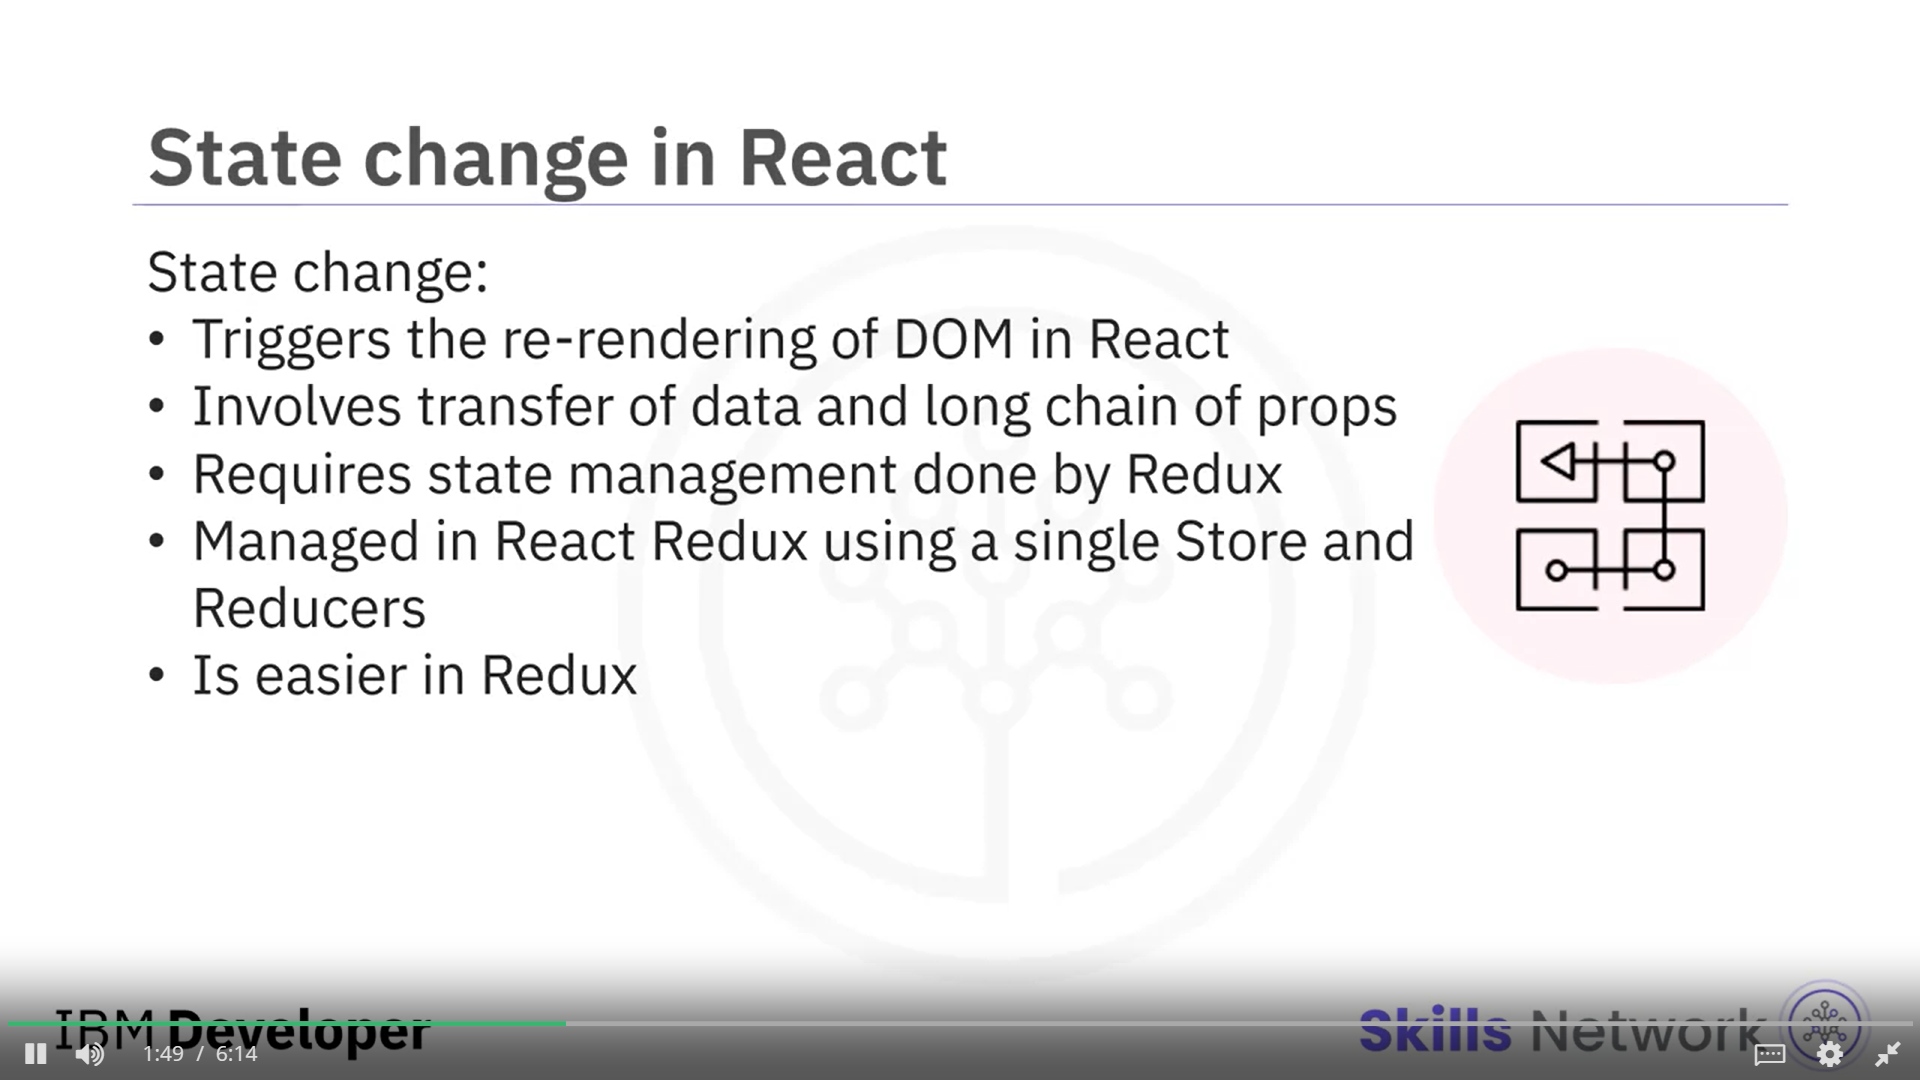 State change in React
State change:
• Triggers the re-rendering of DOM in React
• Involves transfer of data and long chain of props
• Requires state management done by Redux
• Managed in React Redux using a single Store and
Reducers
• Is easier in Redux
IBM Developer
Skills Network
1:49 / 6:14